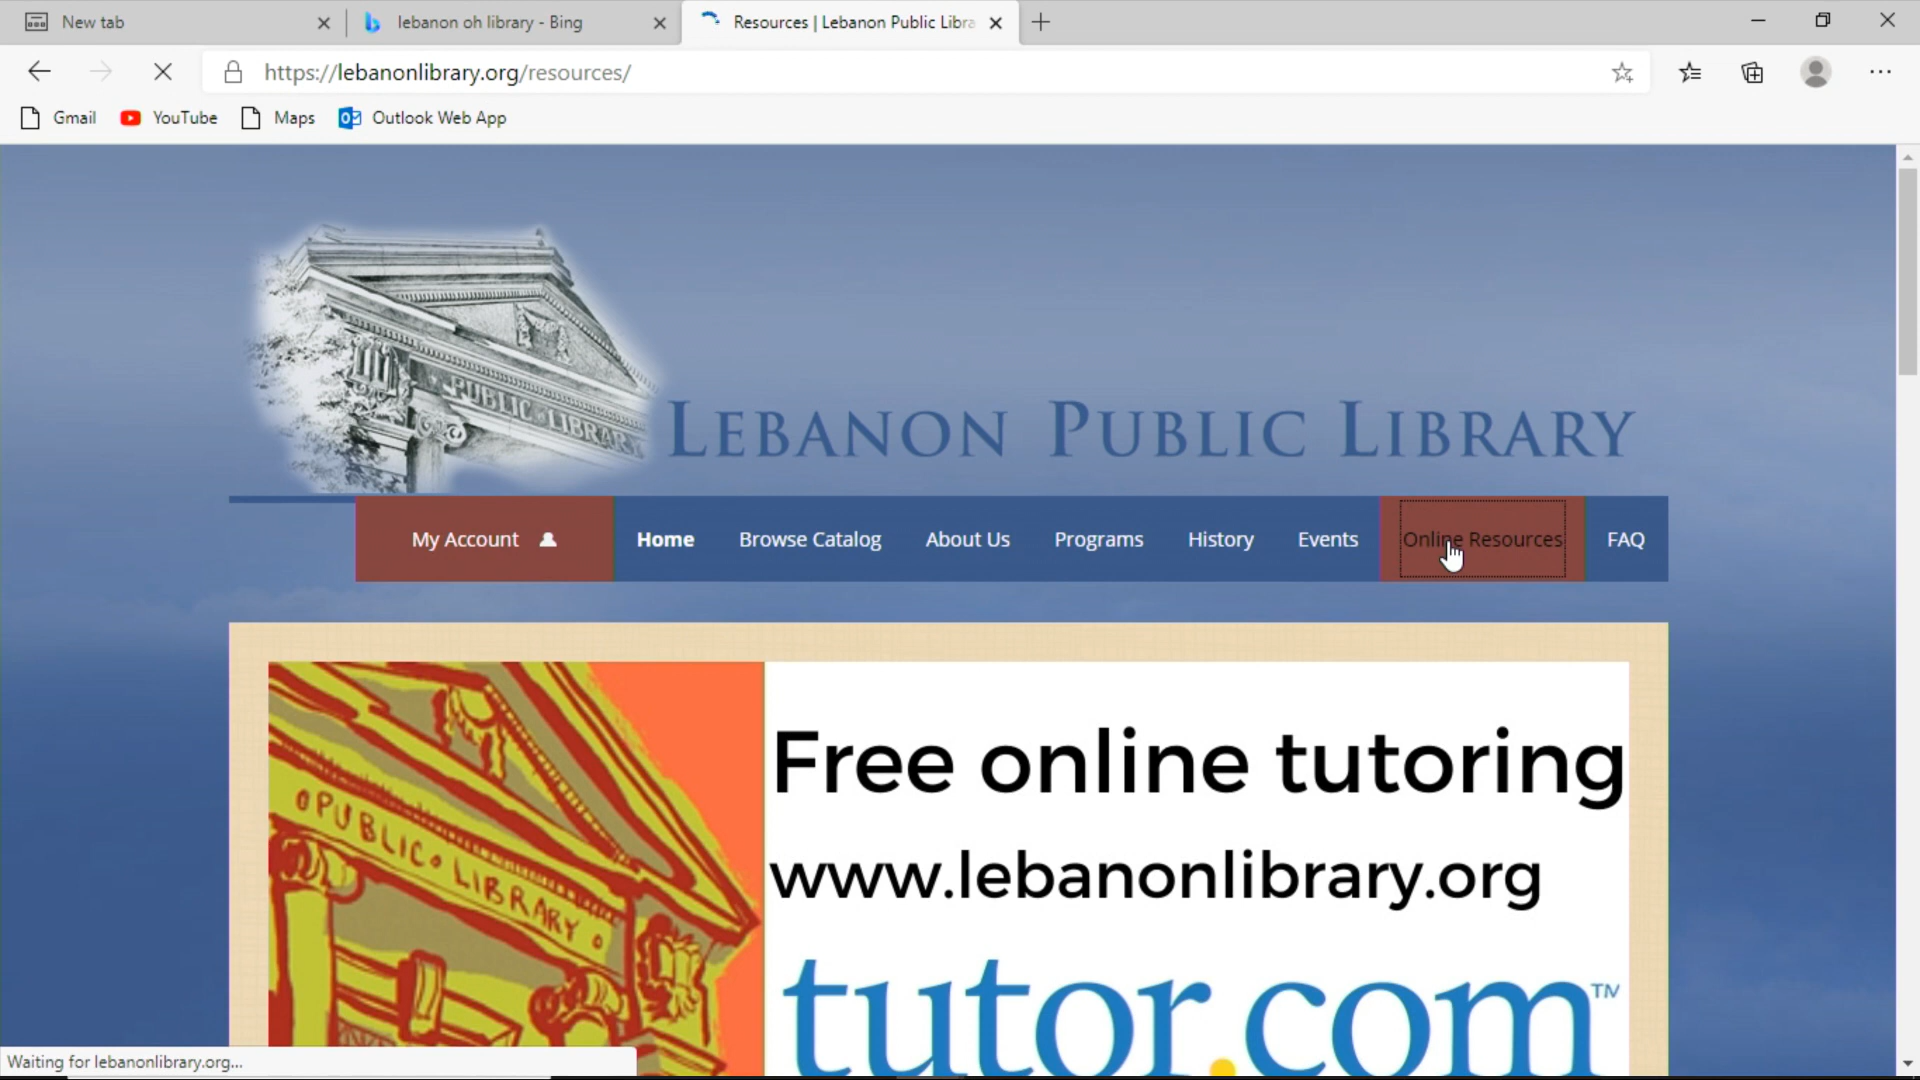 New tab
lebanon oh library - Bing
Resources | Lebanon Public Libra
https://lebanonlibrary.org/resources/
Gmail
YouTube
Maps
Outlook Web App
PUBLIC LIBRARY
LEBANON PUBLIC LIBRARY
My Account
Home
Browse Catalog
About Us
Programs
History
Events
Online Resources
FAQ
Free online tutoring
PUBLIC LIBRARY
www.lebanonlibrary.org
tutor.com™
Waiting for lebanonlibrary.org...